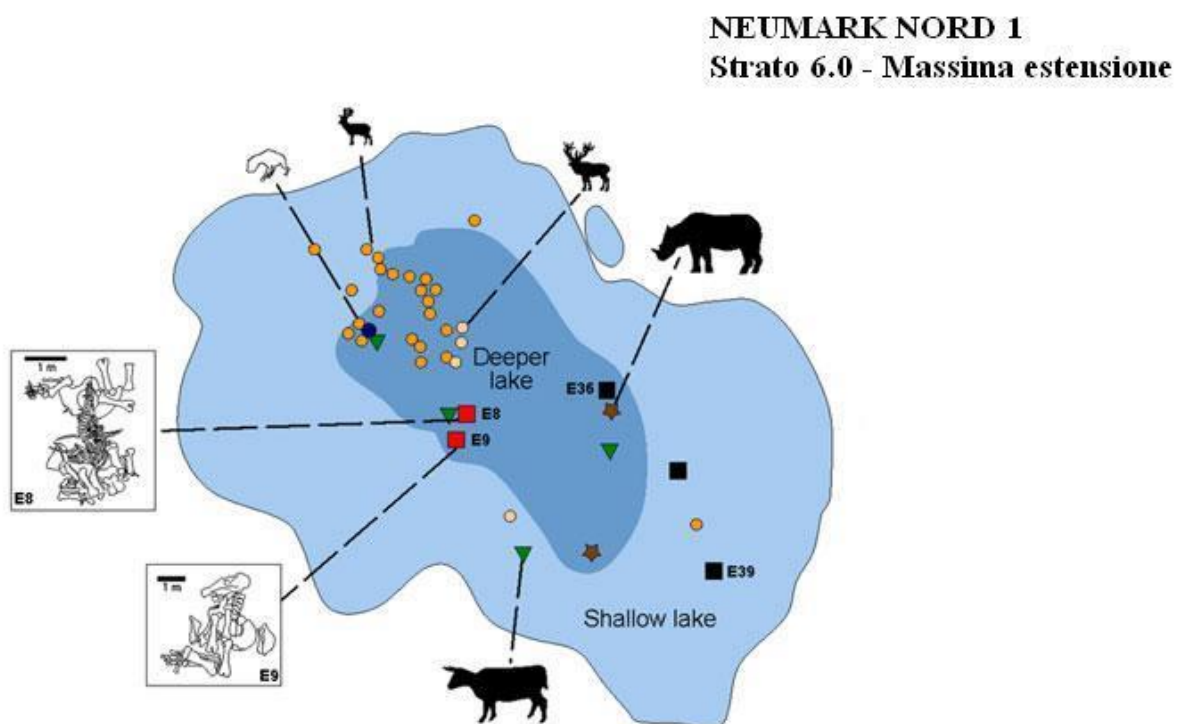 NEUMARK NORD 1
Strato 6.0 - Massima estensione
Deeper
lake
E36
1 m
E8
E9
E8
E39
1 m
Shallow lake
E9